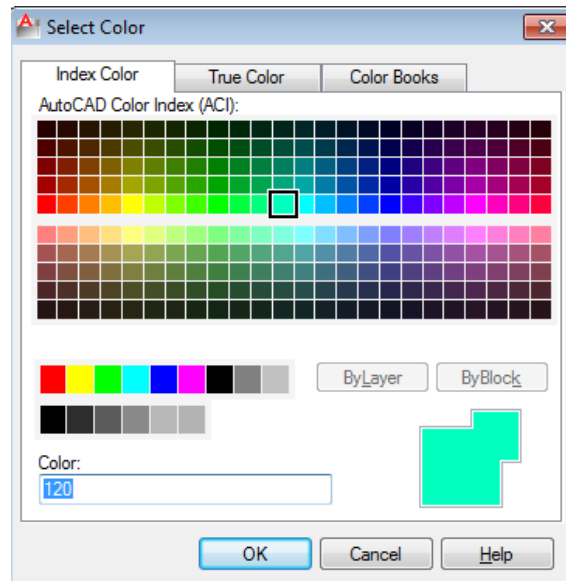 Select Color
Index Color
True Color
Color Books
AutoCAD Color Index (ACI):
ByLayer
ByBlock
Color:
120
OK
Cancel
Help